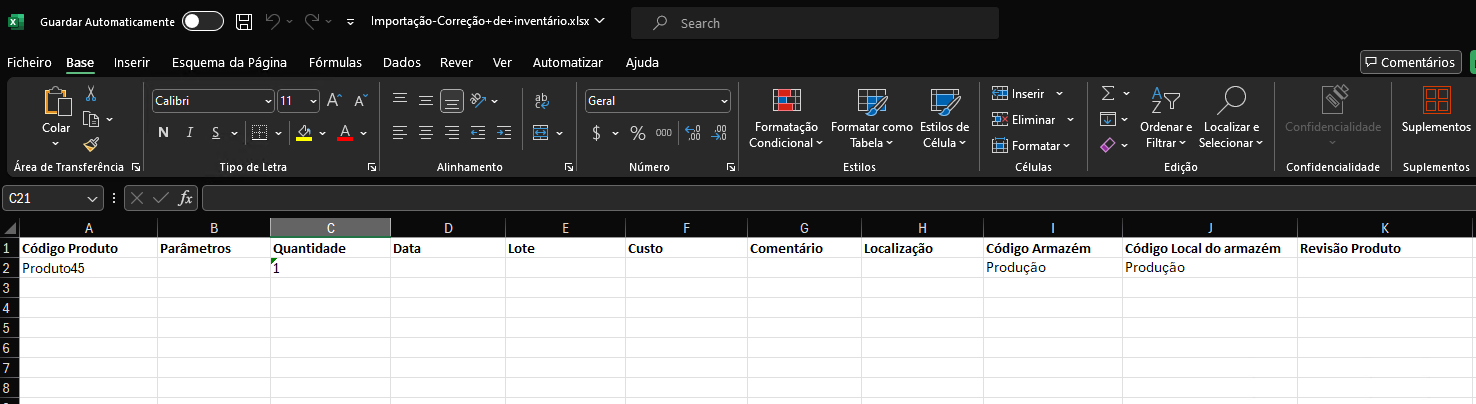 Guardar Automaticamente
Importação-Correção+de+inventário.xlsx
Search
Ficheiro Base Inserir Esquema da Página Fórmulas Dados Rever Ver Automatizar Ajuda Comentários
Colar
Área de Transferência
Calibri 11
N I S A
Tipo de Letra
ab
Alinhamento
Geral
$ % 000
Número
Formatação Condicional
Formatar como Tabela
Estilos de Célula
Estilos
Inserir
Eliminar
Formatar
Células
Ordenar e Filtrar
Localizar e Selecionar
Edição
Confidencialidade
Confidencialidade
Suplementos
Suplementos
C21 fx
A B C D E F G H I J K
1 Código Produto Parâmetros Quantidade Data Lote Custo Comentário Localização Código Armazém Código Local do armazém Revisão Produto
2 Produto45 1 Produção Produção
3
4
5
6
7
8